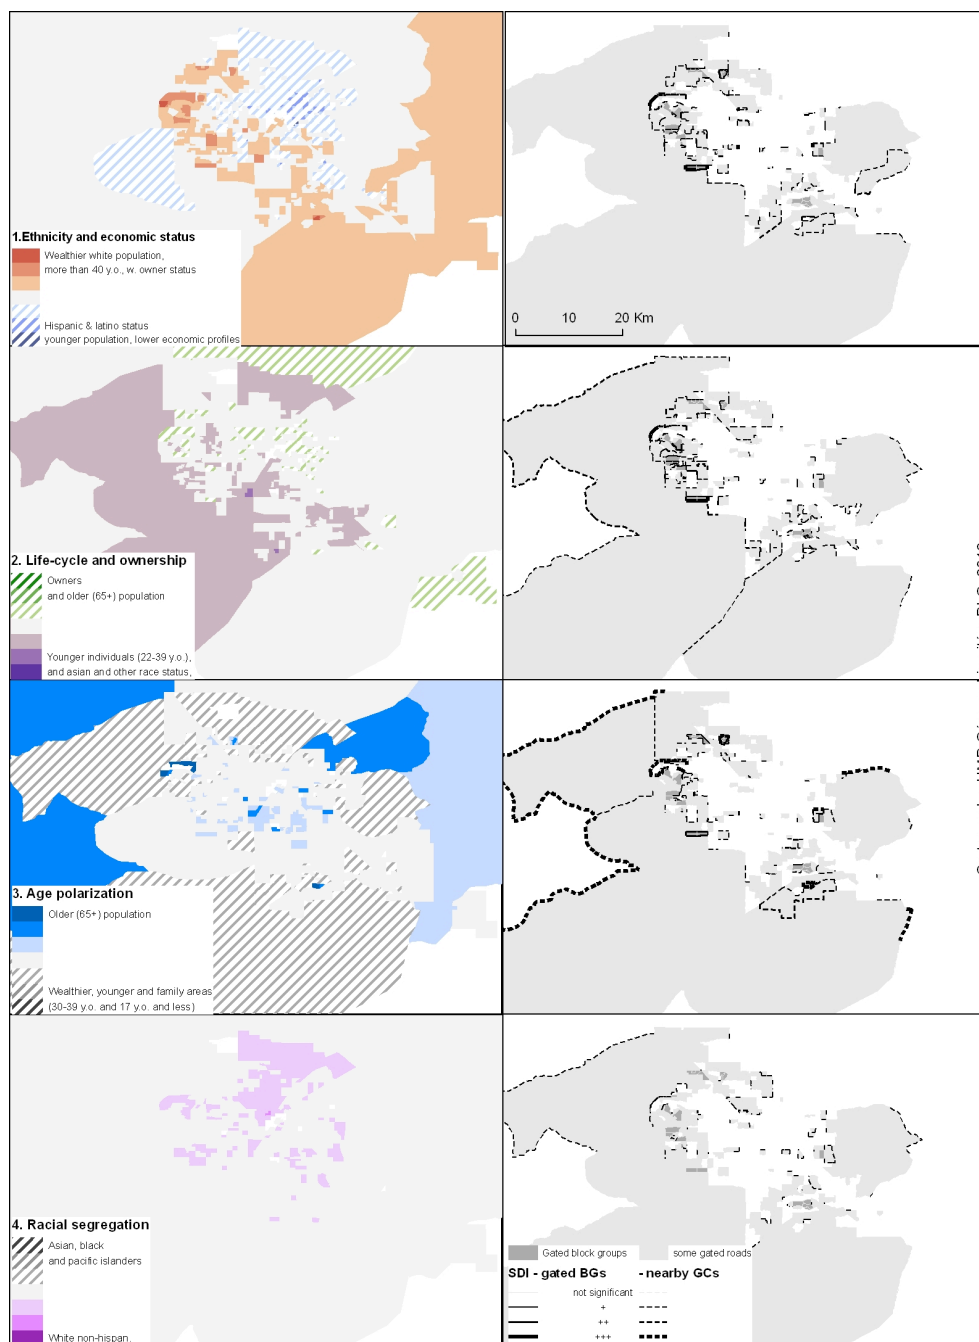 1.Ethnicity and economic status
Wealthier white population,
more than 40 y.o., w. owner status
Hispanic & latino status
younger population, lower economic profiles
0 10 20 Km
2. Life-cycle and ownership
Owners
and older (65+) population
Younger individuals (22-39 y.o.),
and asian and other race status,
3. Age polarization
Older (65+) population
Wealthier, younger and family areas
(30-39 y.o. and 17 y.o. and less)
4. Racial segregation
Asian, black
and pacific islanders
White non-hispan.
Gated block groups some gated roads
SDI - gated BGs - nearby GCs
not significant
+
++
+++